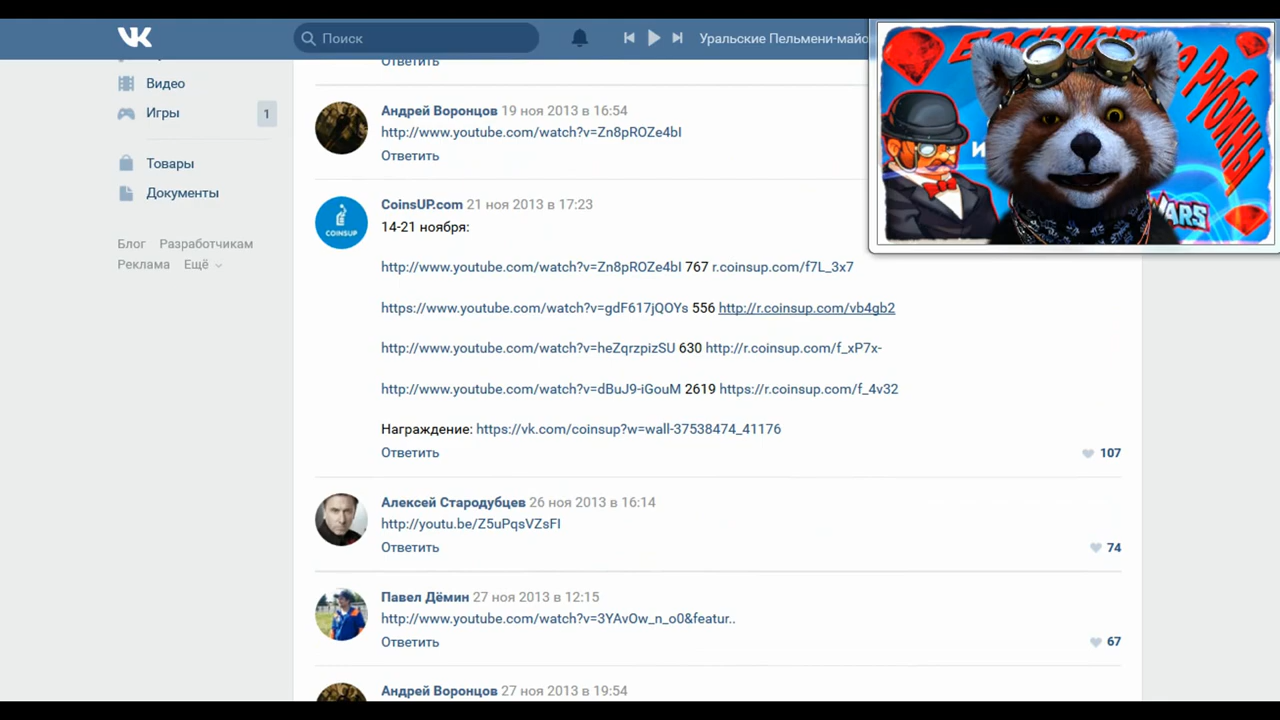 Поиск
Уральские Пельмени-майо
Ответить
Видео
Игры
1
Товары
Документы
Блог Разработчикам
Реклама Ещё
Андрей Воронцов 19 ноя 2013 в 16:54
http://www.youtube.com/watch?v=Zn8pROZe4bI
Ответить
COINSUP
CoinsUP.com 21 ноя 2013 в 17:23
14-21 ноября:
http://www.youtube.com/watch?v=Zn8pROZe4bI 767 r.coinsup.com/f7L_3x7
https://www.youtube.com/watch?v=gdF617jQOYs 556 http://r.coinsup.com/vb4gb2
http://www.youtube.com/watch?v=heZqrzpizSU 630 http://r.coinsup.com/f_xP7x-
http://www.youtube.com/watch?v=dBuJ9-iGouM 2619 https://r.coinsup.com/f_4v32
Награждение: https://vk.com/coinsup?w=wall-37538474_41176
Ответить
107
Алексей Стародубцев 26 ноя 2013 в 16:14
http://youtu.be/Z5uPqsVZsFI
Ответить
74
Павел Дёмин 27 ноя 2013 в 12:15
http://www.youtube.com/watch?v=3YAvOw_n_o0&featur..
Ответить
67
Андрей Воронцов 27 ноя 2013 в 19:54
Рубины